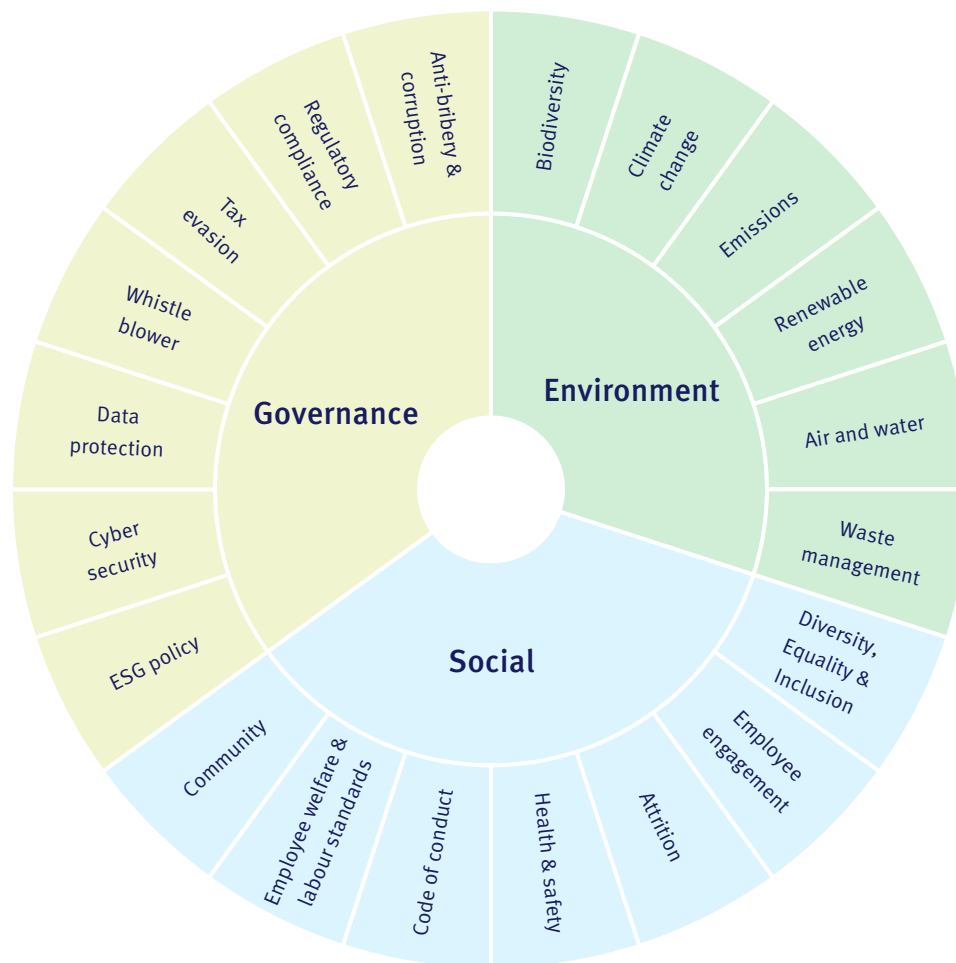 Governance
Environment
Social
Biodiversity
Climate
change
Emissions
Renewable
energy
Air and water
Waste
management
Diversity,
Equality &
Inclusion
Employee
engagement
Attrition
Health & safety
Code of conduct
Employee welfare &
labour standards
Community
ESG policy
Cyber
security
Data
protection
Whistle
blower
Tax
evasion
Regulatory
compliance
Anti-bribery &
corruption